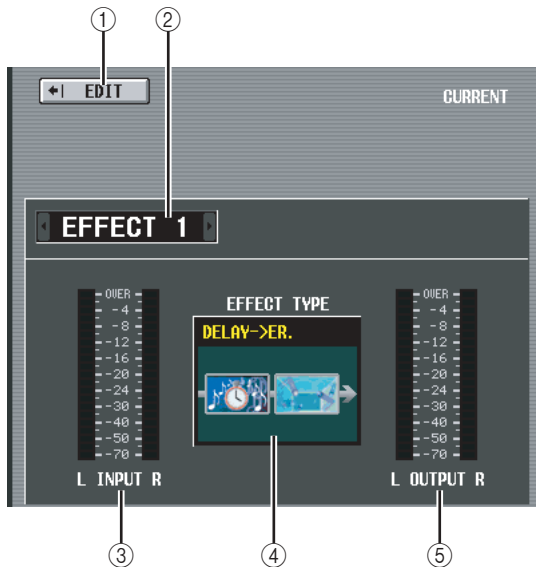 ① ②
EDIT
CURRENT
EFFECT 1
OVER
-4
-8
-12
-16
-20
-24
-30
-40
-50
-70
L INPUT R
EFFECT TYPE
DELAY->ER.
OVER
-4
-8
-12
-16
-20
-24
-30
-40
-50
-70
L OUTPUT R
③ ④ ⑤